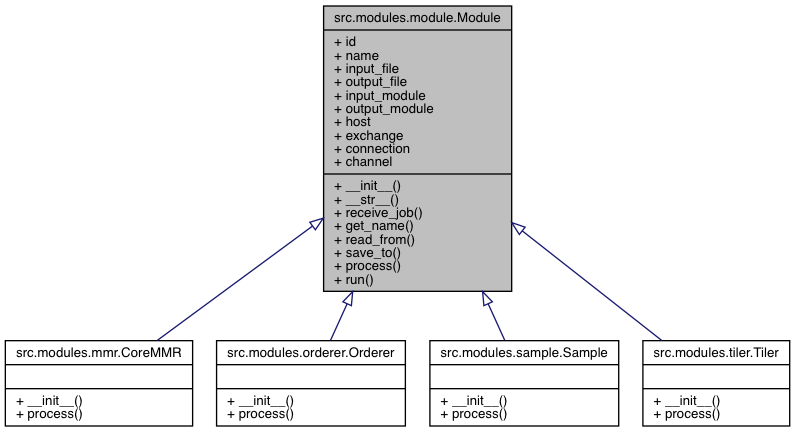 src.modules.module.Module
+ id
+ name
+ input_file
+ output_file
+ input_module
+ output_module
+ host
+ exchange
+ connection
+ channel
+ __init__()
+ __str__()
+ receive_job()
+ get_name()
+ read_from()
+ save_to()
+ process()
+ run()
src.modules.mmr.CoreMMR
+ __init__()
+ process()
src.modules.orderer.Orderer
+ __init__()
+ process()
src.modules.sample.Sample
+ __init__()
+ process()
src.modules.tiler.Tiler
+ __init__()
+ process()